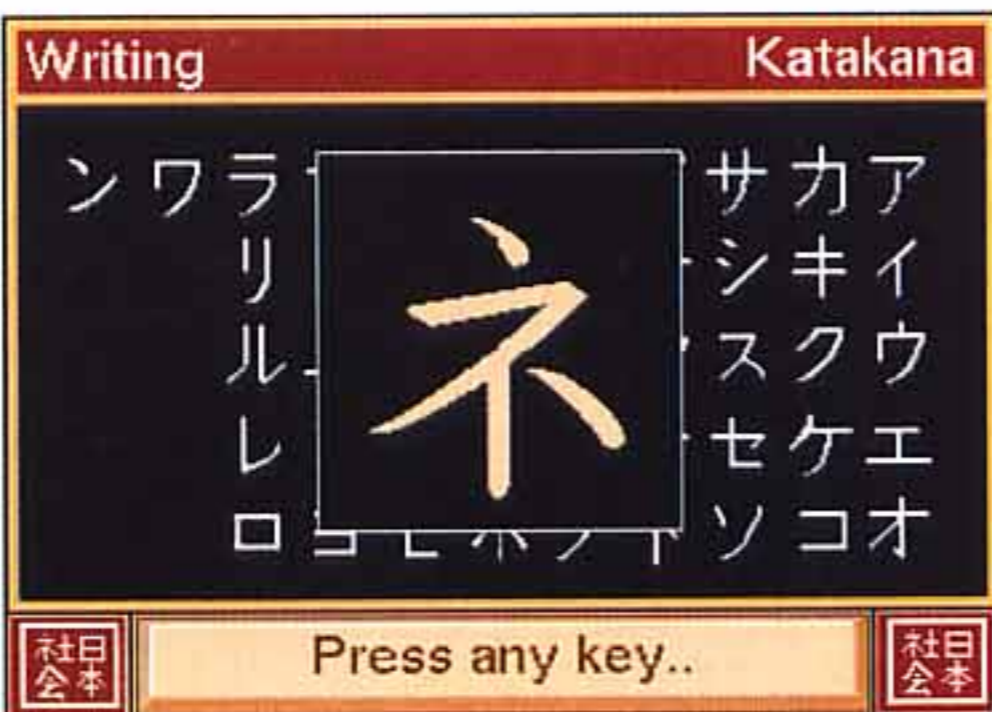 Writing
Katakana
アイウエオ
カキクケコ
サシスセソ
ラリルレロ
ワ
ン
ネ
日本
社会
Press any key..
日本
社会